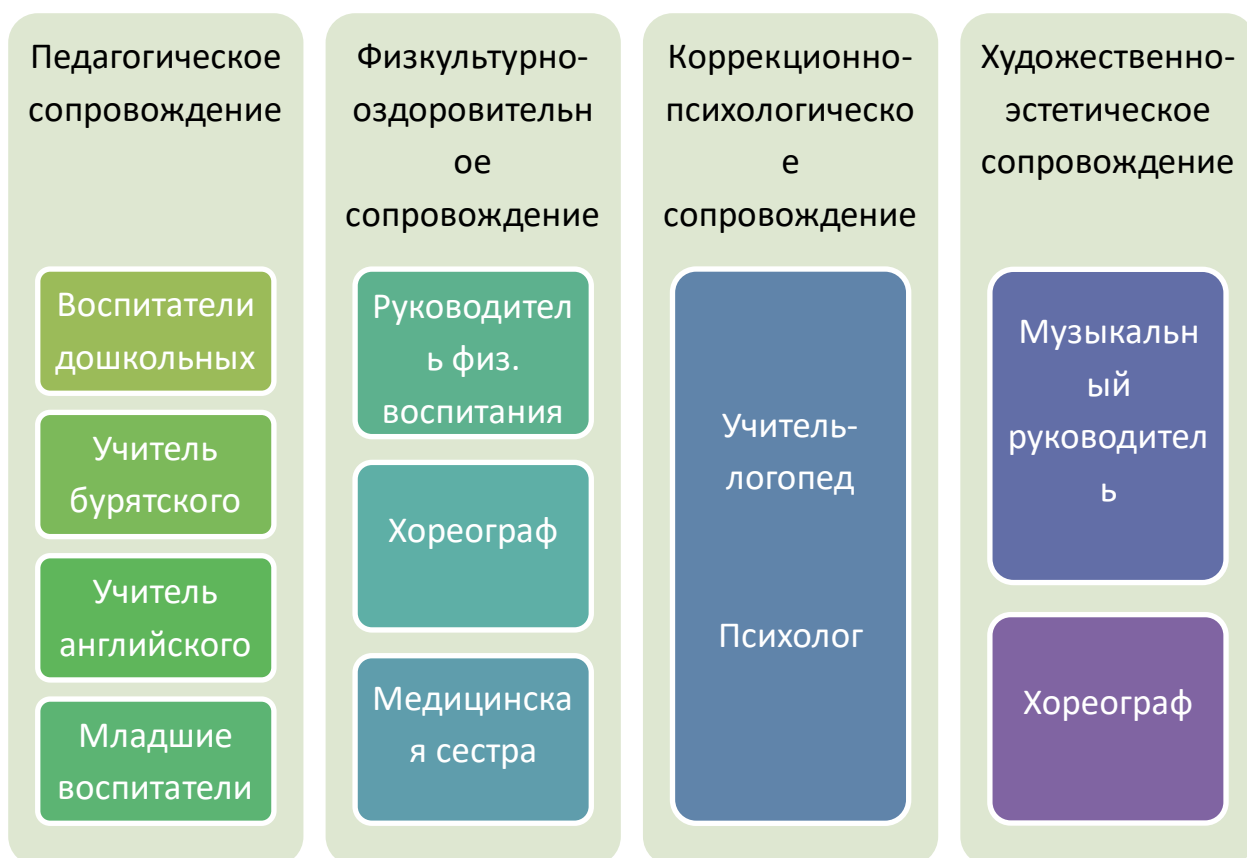 Педагогическое
сопровождение
Воспитатели
дошкольных
Учитель
бурятского
Учитель
английского
Младшие
воспитатели
Физкультурно-
оздоровительн
ое
сопровождение
Руководител
ь физ.
воспитания
Хореограф
Медицинска
я сестра
Коррекционно-
психологическо
е
сопровождение
Учитель-
логопед
Психолог
Художественно-
эстетическое
сопровождение
Музыкальн
ый
руководител
ь
Хореограф